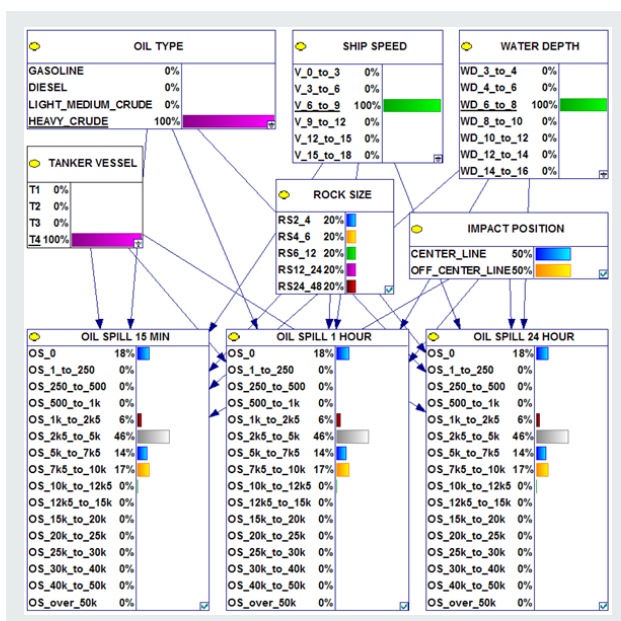 OIL TYPE
GASOLINE 0%
DIESEL 0%
LIGHT_MEDIUM_CRUDE 0%
HEAVY_CRUDE 100%
SHIP SPEED
V_0_to_3 0%
V_3_to_6 0%
V_6_to_9 100%
V_9_to_12 0%
V_12_to_15 0%
V_15_to_18 0%
WATER DEPTH
WD_3_to_4 0%
WD_4_to_6 0%
WD_6_to_8 100%
WD_8_to_10 0%
WD_10_to_12 0%
WD_12_to_14 0%
WD_14_to_16 0%
TANKER VESSEL
T1 0%
T2 0%
T3 0%
T4 100%
ROCK SIZE
RS2_4 20%
RS4_6 20%
RS6_12 20%
RS12_24 20%
RS24_48 20%
IMPACT POSITION
CENTER_LINE 50%
OFF_CENTER_LINE 50%
OIL SPILL 15 MIN
OS_0 18%
OS_1_to_250 0%
OS_250_to_500 0%
OS_500_to_1k 0%
OS_1k_to_2k5 6%
OS_2k5_to_5k 46%
OS_5k_to_7k5 14%
OS_7k5_to_10k 17%
OS_10k_to_12k5 0%
OS_12k5_to_15k 0%
OS_15k_to_20k 0%
OS_20k_to_25k 0%
OS_25k_to_30k 0%
OS_30k_to_40k 0%
OS_40k_to_50k 0%
OS_over_50k 0%
OIL SPILL 1 HOUR
OS_0 18%
OS_1_to_250 0%
OS_250_to_500 0%
OS_500_to_1k 0%
OS_1k_to_2k5 6%
OS_2k5_to_5k 46%
OS_5k_to_7k5 14%
OS_7k5_to_10k 17%
OS_10k_to_12k5 0%
OS_12k5_to_15k 0%
OS_15k_to_20k 0%
OS_20k_to_25k 0%
OS_25k_to_30k 0%
OS_30k_to_40k 0%
OS_40k_to_50k 0%
OS_over_50k 0%
OIL SPILL 24 HOUR
OS_0 18%
OS_1_to_250 0%
OS_250_to_500 0%
OS_500_to_1k 0%
OS_1k_to_2k5 6%
OS_2k5_to_5k 46%
OS_5k_to_7k5 14%
OS_7k5_to_10k 17%
OS_10k_to_12k5 0%
OS_12k5_to_15k 0%
OS_15k_to_20k 0%
OS_20k_to_25k 0%
OS_25k_to_30k 0%
OS_30k_to_40k 0%
OS_40k_to_50k 0%
OS_over_50k 0%